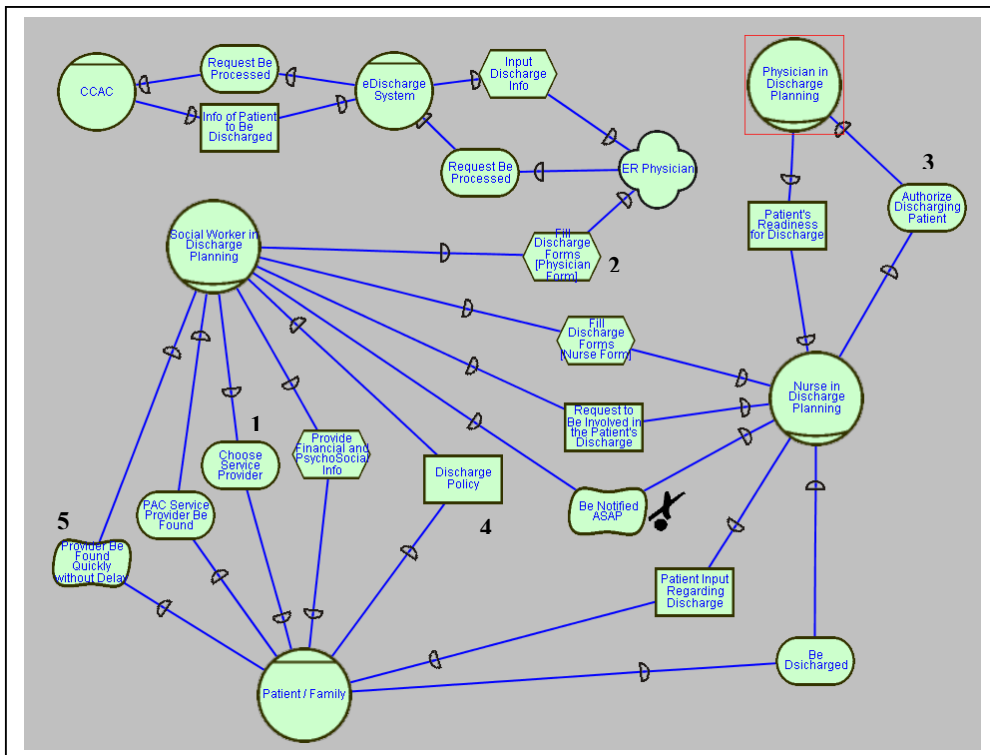 CCAC
Request Be
Processed
Info of Patient
to Be
Discharged
eDischarge
System
Input
Discharge
Info
Request Be
Processed
ER Physician
Physician in
Discharge
Planning
3
Authorize
Discharging
Patient
Patient's
Readiness
for Discharge
Social Worker in
Discharge
Planning
Fill
Discharge
Forms
[Physician
Form]
2
Fill
Discharge
Forms
[Nurse Form]
Nurse in
Discharge
Planning
Request to
Be Involved in
the Patient's
Discharge
1
Choose
Service
Provider
Provide
Financial and
PsychoSocial
Info
Discharge
Policy
4
Be Notified
ASAP
PAC Service
Provider Be
Found
5
Provider Be
Found
Quickly
without Delay
Patient Input
Regarding
Discharge
Be
Dsicharged
Patient / Family